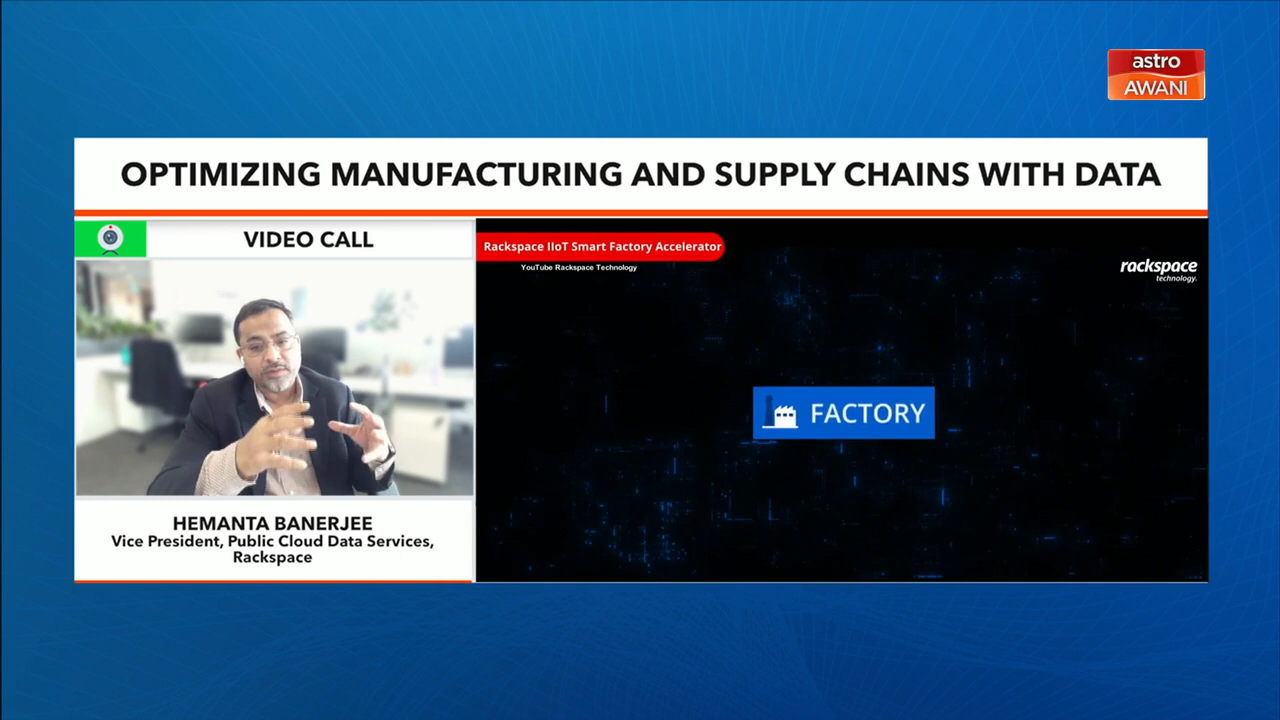 astro
AWANI
OPTIMIZING MANUFACTURING AND SUPPLY CHAINS WITH DATA
VIDEO CALL
Rackspace IIoT Smart Factory Accelerator
YouTube Rackspace Technology
rackspace
technology.
FACTORY
HEMANTA BANERJEE
Vice President, Public Cloud Data Services,
Rackspace